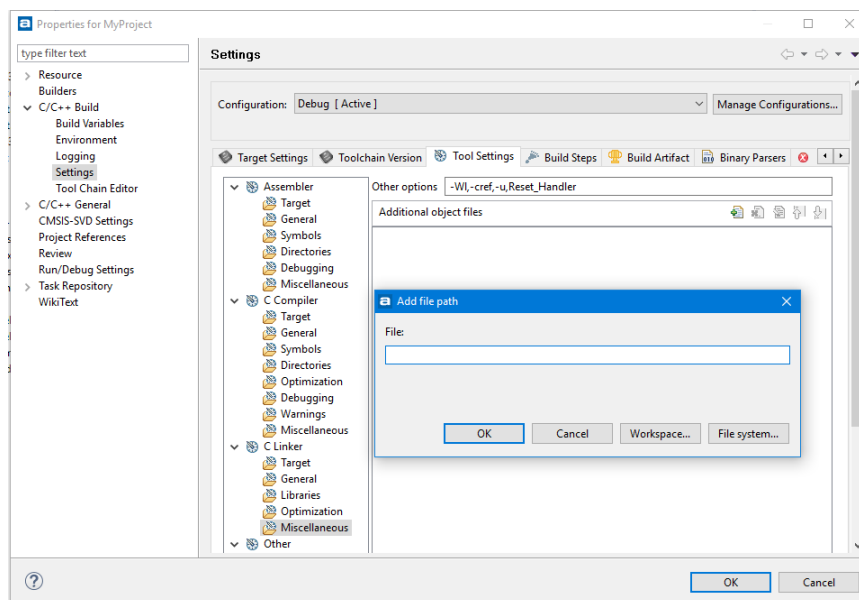 Properties for MyProject
type filter text
Resource
Builders
C/C++ Build
Build Variables
Environment
Logging
Settings
Tool Chain Editor
C/C++ General
CMSIS-SVD Settings
Project References
Review
Run/Debug Settings
Task Repository
WikiText
Settings
Configuration: Debug [ Active ] Manage Configurations...
Target Settings Toolchain Version Tool Settings Build Steps Build Artifact Binary Parsers
Assembler
Target
General
Symbols
Directories
Debugging
Miscellaneous
C Compiler
Target
General
Symbols
Directories
Optimization
Debugging
Warnings
Miscellaneous
C Linker
Target
General
Libraries
Optimization
Miscellaneous
Other
Other options -Wl,-cref,-u,Reset_Handler
Additional object files
Add file path
File:
OK Cancel Workspace... File system...
OK Cancel